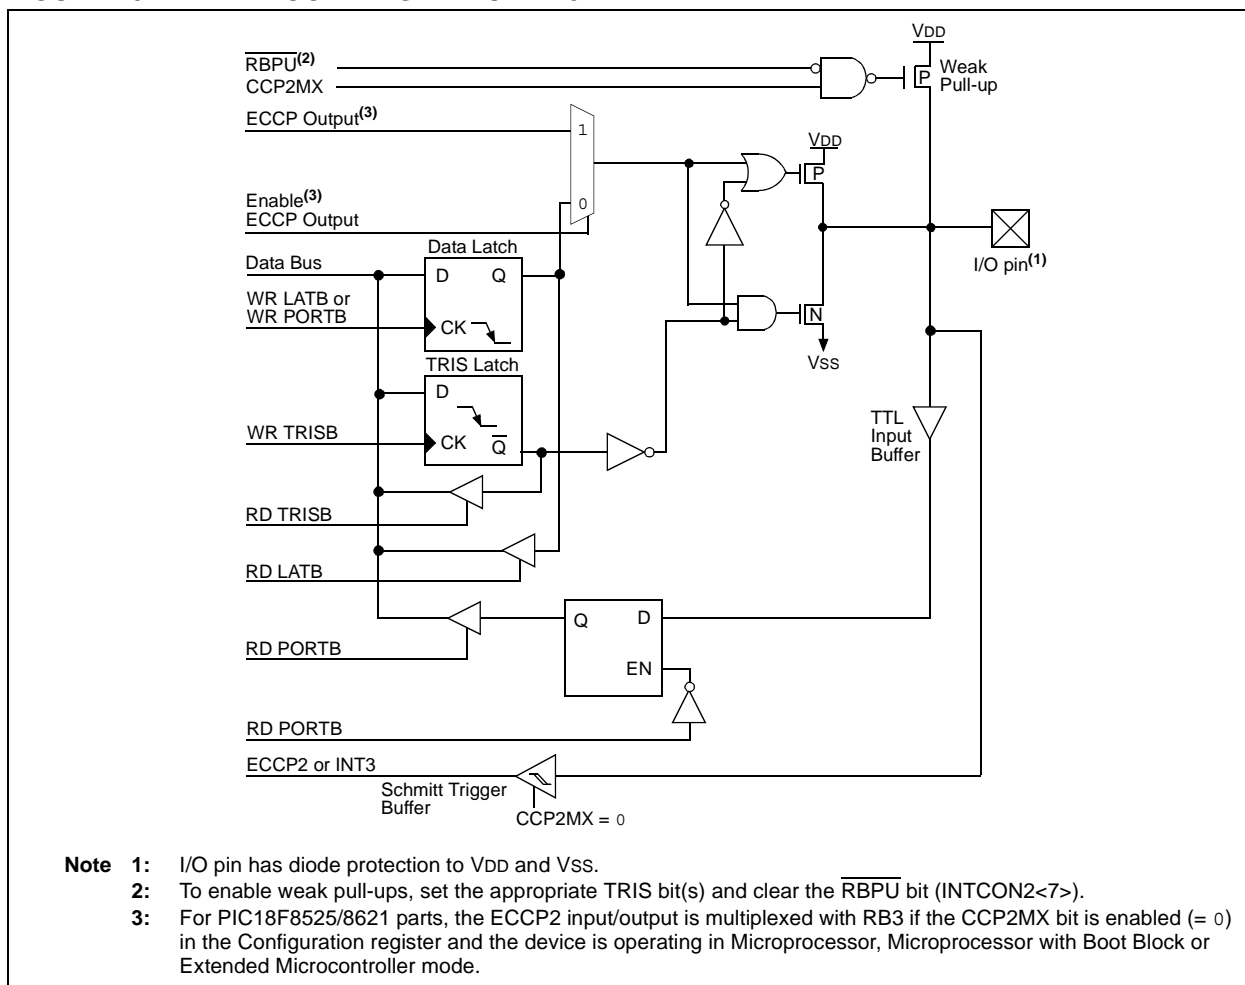 VDD
RBPU(2)
CCP2MX
P
Weak
Pull-up
ECCP Output(3)
1
VDD
P
Enable(3)
ECCP Output
0
I/O pin(1)
Data Latch
Data Bus
D Q
WR LATB or
WR PORTB
CK
N
VSS
TRIS Latch
D
WR TRISB
CK Q
TTL
Input
Buffer
RD TRISB
RD LATB
Q D
EN
RD PORTB
RD PORTB
ECCP2 or INT3
Schmitt Trigger
Buffer
CCP2MX = 0
Note 1: I/O pin has diode protection to VDD and VSS.
2: To enable weak pull-ups, set the appropriate TRIS bit(s) and clear the RBPU bit (INTCON2<7>).
3: For PIC18F8525/8621 parts, the ECCP2 input/output is multiplexed with RB3 if the CCP2MX bit is enabled (= 0)
in the Configuration register and the device is operating in Microprocessor, Microprocessor with Boot Block or
Extended Microcontroller mode.